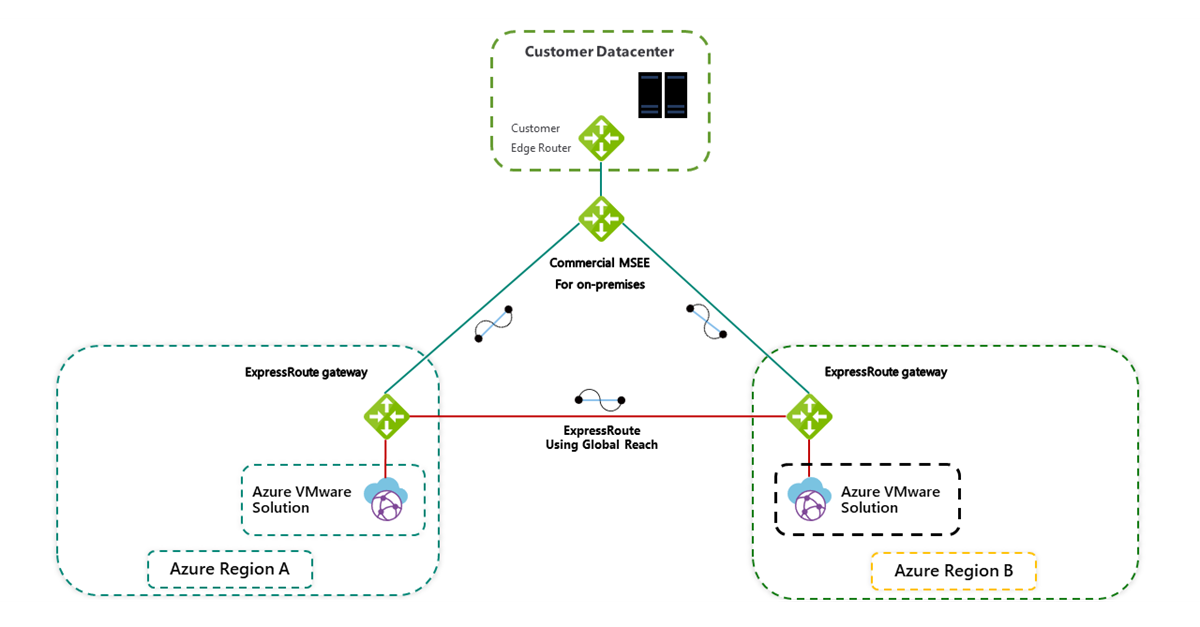 Customer Datacenter
Customer
Edge Router
Commercial MSEE
For on-premises
ExpressRoute gateway
ExpressRoute gateway
ExpressRoute
Using Global Reach
Azure VMware
Solution
Azure VMware
Solution
Azure Region A
Azure Region B